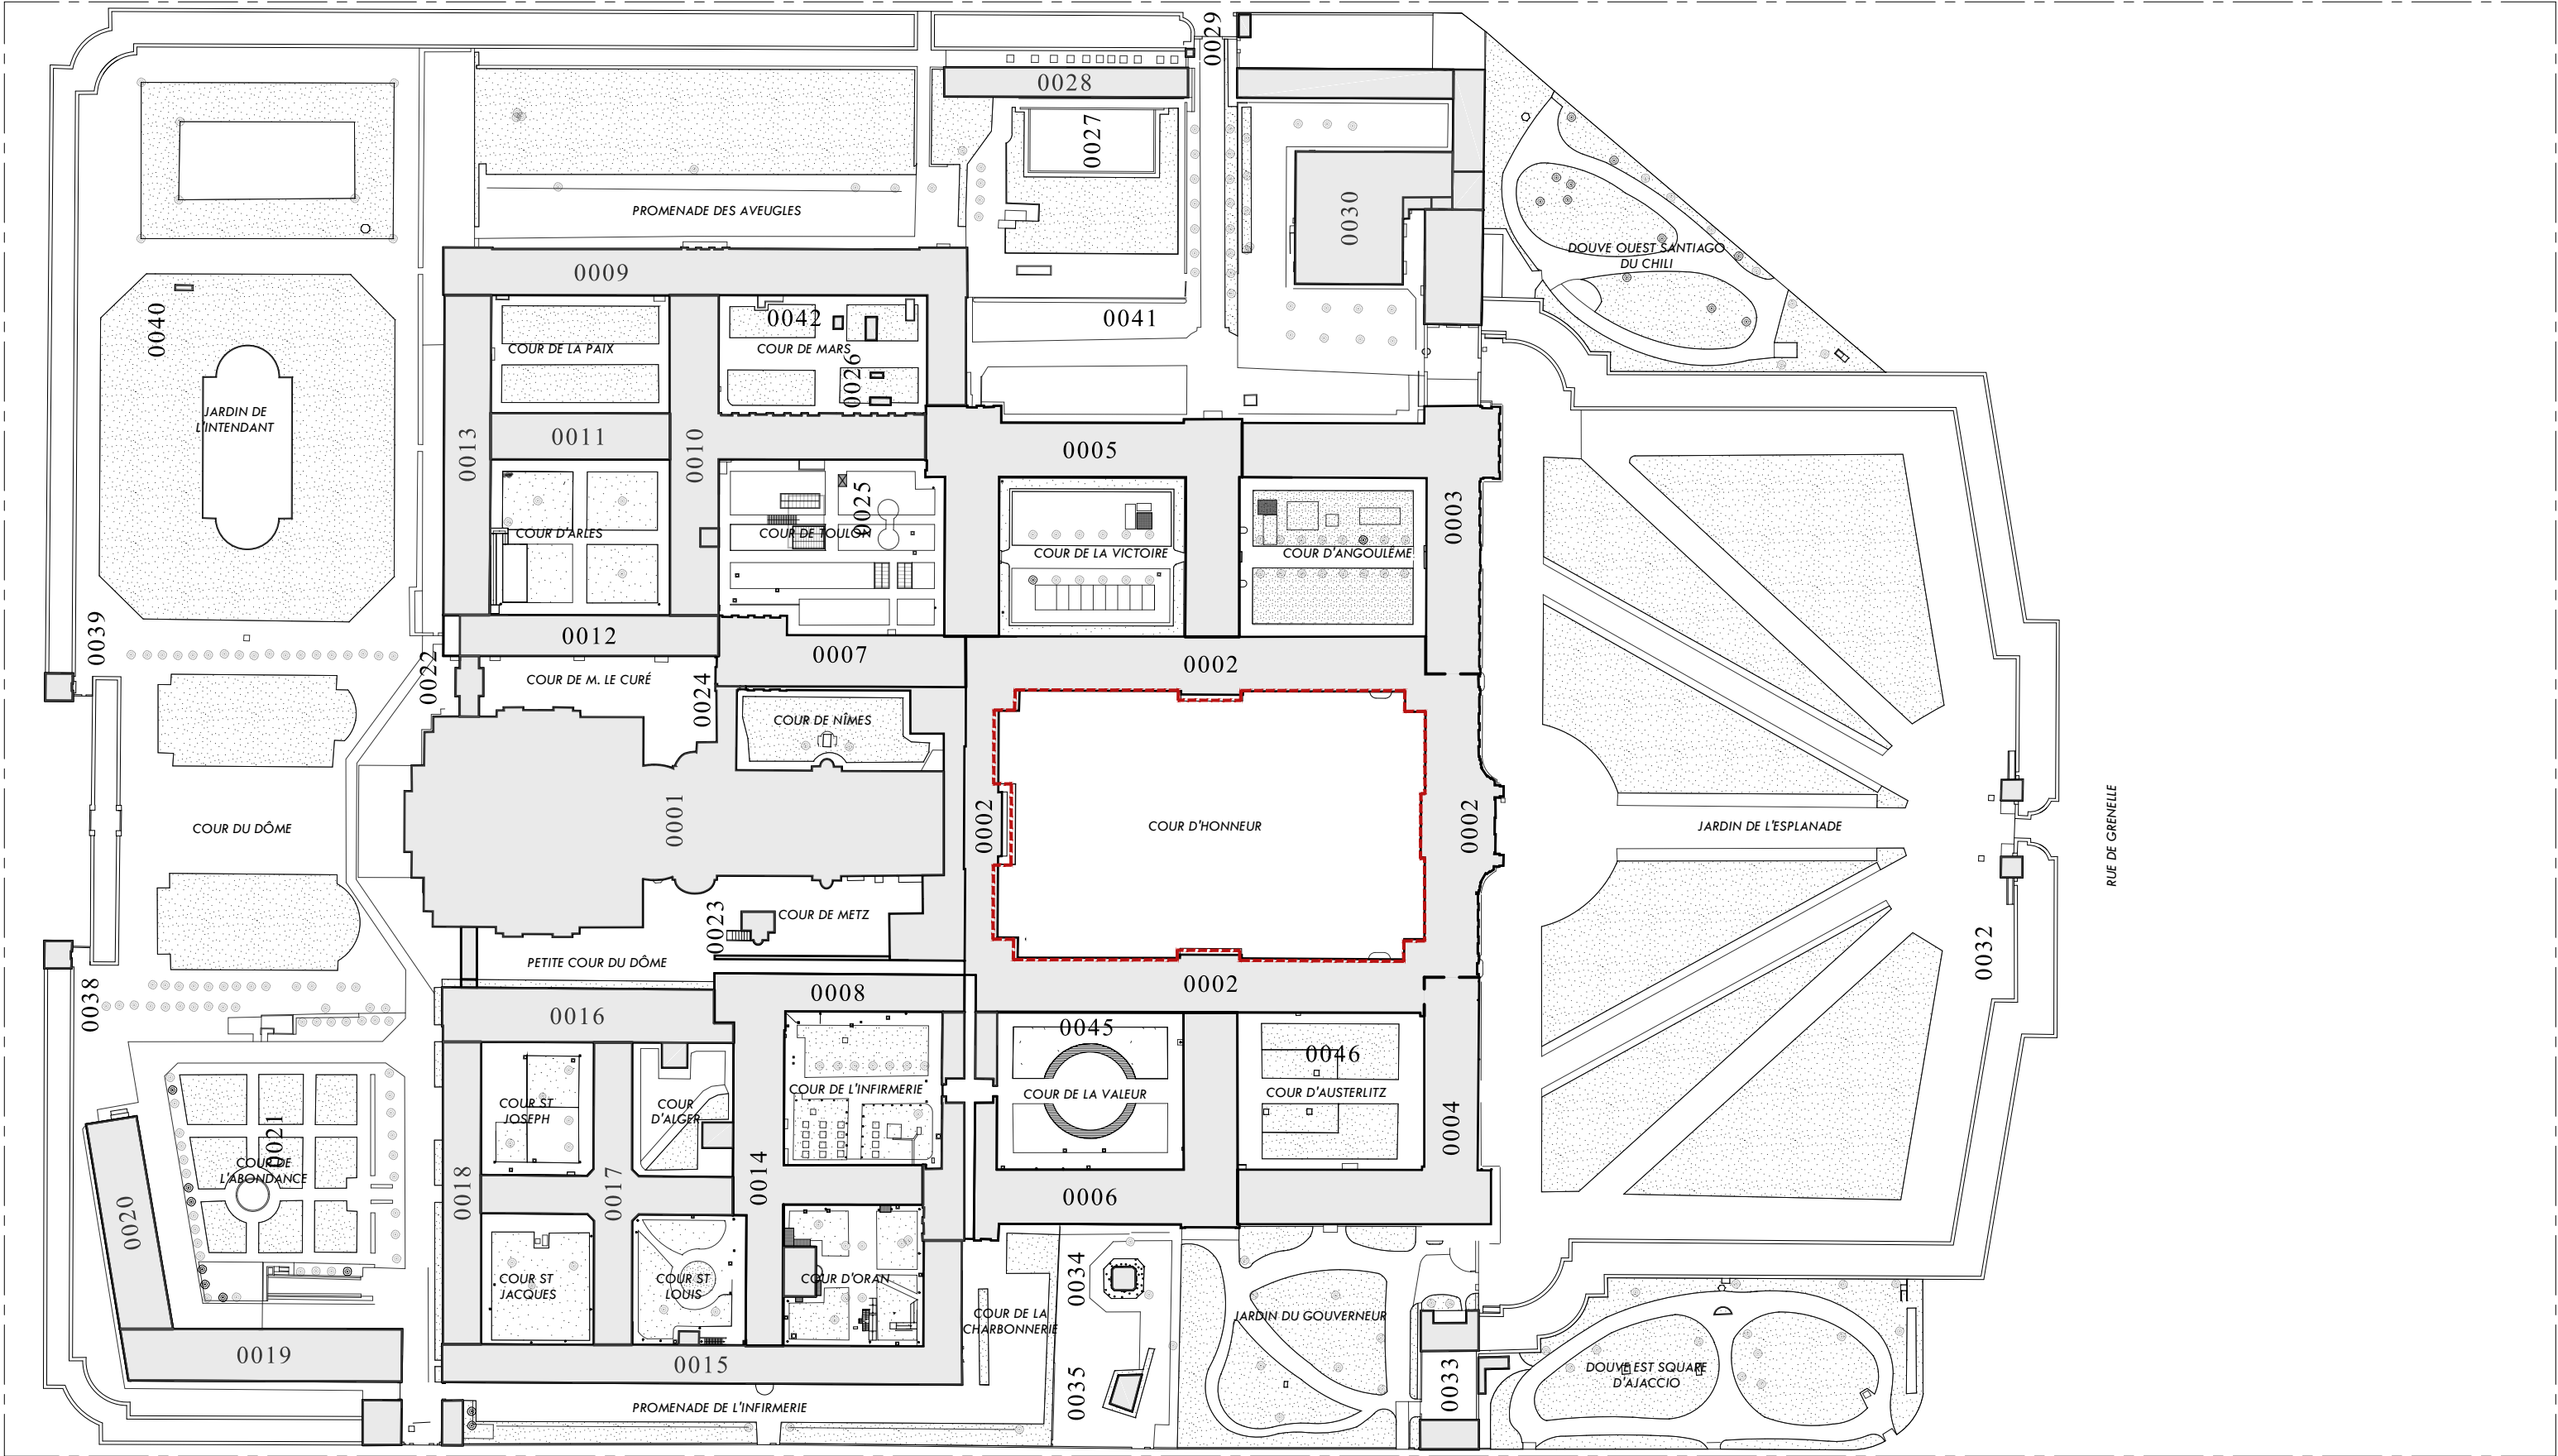 0029
0028
0027
PROMENADE DES AVEUGLES
0030
DOUVE OUEST SANTIAGO
DU CHILI
0009
0040
0042
0041
COUR DE LA PAIX
COUR DE MARS
0026
JARDIN DE
L'INTENDANT
0013
0011
0010
0005
0003
0025
COUR D'ARLES
COUR DE TOULON
COUR DE LA VICTOIRE
COUR D'ANGOULÊME
0039
0012
0007
0002
0022
COUR DE M. LE CURÉ
0024
COUR DE NÎMES
COUR DU DÔME
0001
0002
COUR D'HONNEUR
0002
JARDIN DE L'ESPLANADE
RUE DE GRENELLE
0023
COUR DE METZ
0032
PETITE COUR DU DÔME
0038
0008
0002
0016
0045
0046
COUR ST
JOSEPH
COUR
D'ALGER
COUR DE L'INFIRMERIE
COUR DE LA VALEUR
COUR D'AUSTERLITZ
0021
COUR DE
L'ABONDANCE
0004
0020
0018
0017
0014
0006
COUR ST
JACQUES
COUR ST
LOUIS
COUR D'ORAN
0034
COUR DE LA
CHARBONNERIE
JARDIN DU GOUVERNEUR
0019
0015
0035
0033
DOUVE EST SQUARE
D'AJACCIO
PROMENADE DE L'INFIRMERIE